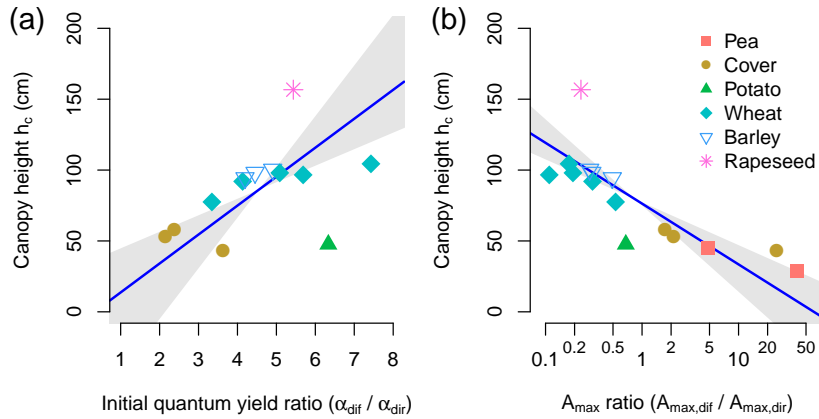 (a)
Canopy height h_c (cm)
200
150
100
50
0
1 2 3 4 5 6 7 8
Initial quantum yield ratio (α_dif / α_dir)
(b)
Canopy height h_c (cm)
200
150
100
50
0
Pea
Cover
Potato
Wheat
Barley
Rapeseed
0.1 0.2 0.5 1 2 5 10 20 50
A_max ratio (A_max,dif / A_max,dir)